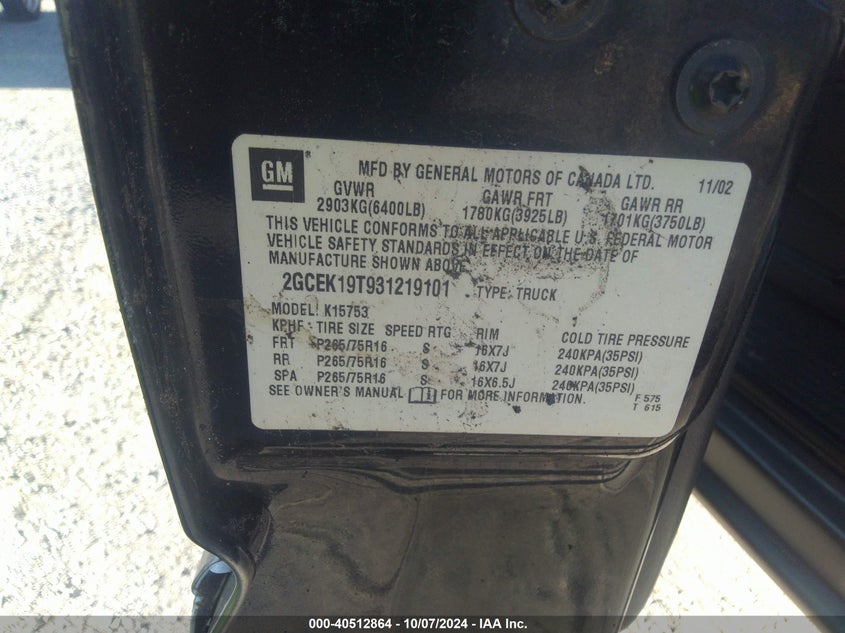 GM
MFD BY GENERAL MOTORS OF CANADA LTD. 11/02
GVWR GAWR FRT GAWR RR
2903KG(6400LB) 1780KG(3925LB) 1701KG(3750LB)
THIS VEHICLE CONFORMS TO ALL APPLICABLE U.S. FEDERAL MOTOR
VEHICLE SAFETY STANDARDS IN EFFECT ON THE DATE OF
MANUFACTURE SHOWN ABOVE.
2GCEK19T931219101 TYPE: TRUCK
MODEL: K15753
KPHF TIRE SIZE SPEED RTG RIM COLD TIRE PRESSURE
FRT P265/75R16 S 16X7J 240KPA(35PSI)
RR P265/75R16 S 16X7J 240KPA(35PSI)
SPA P265/75R16 S 16X6.5J 240KPA(35PSI)
SEE OWNER'S MANUAL FOR MORE INFORMATION. F 575
T 615
000-40512864 - 10/07/2024 - IAA Inc.